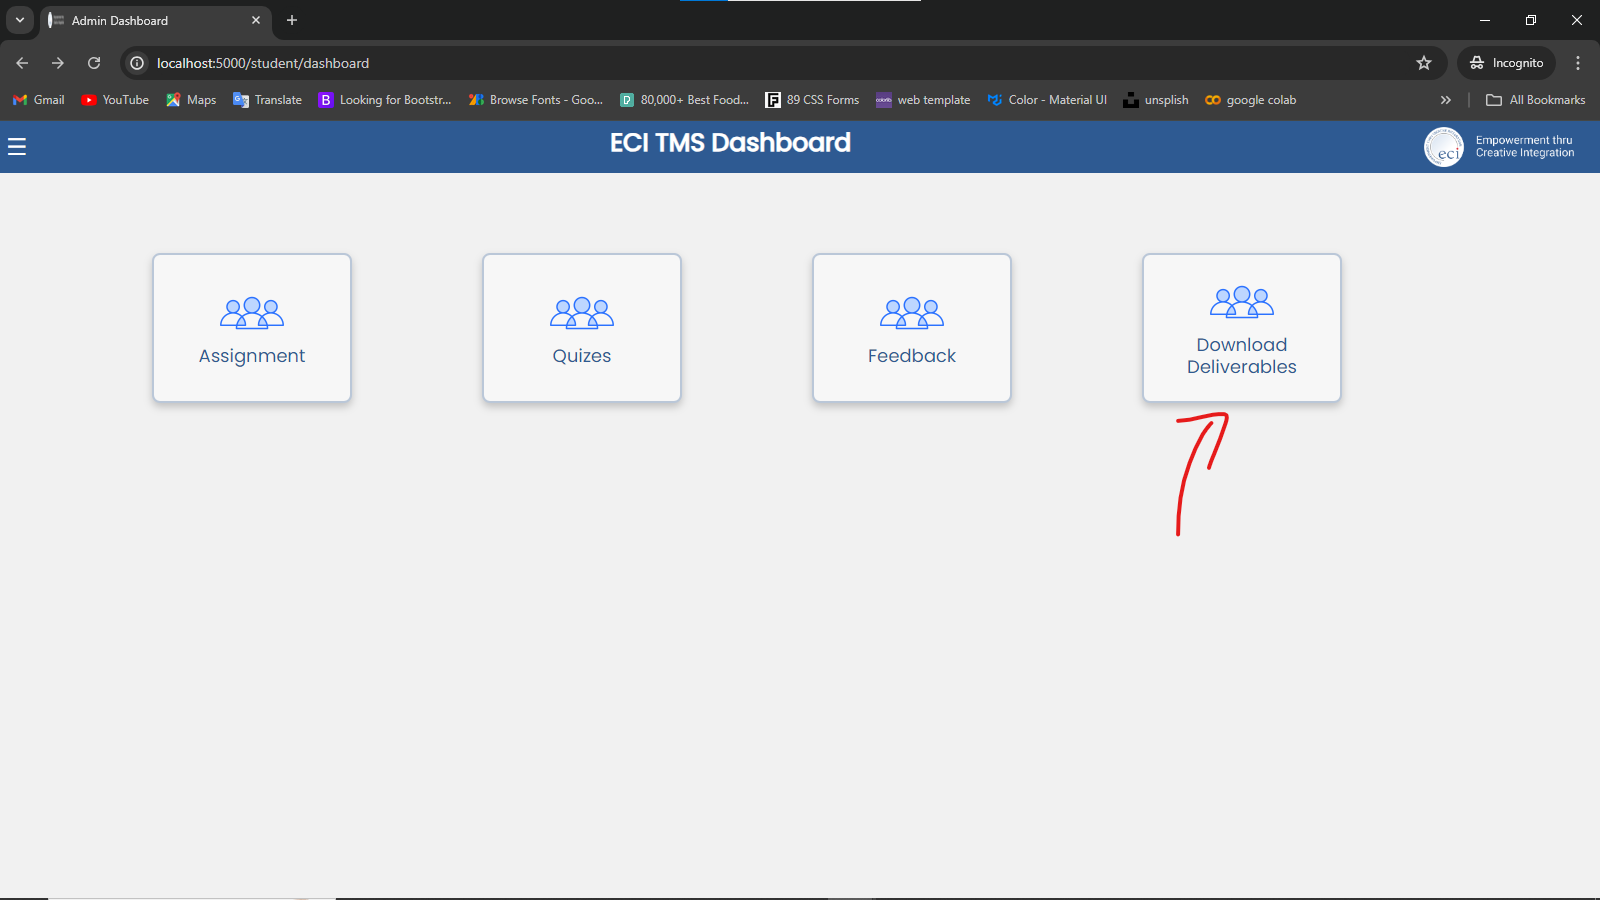 Admin Dashboard
localhost:5000/student/dashboard
Incognito
Gmail
YouTube
Maps
Translate
Looking for Bootstr...
Browse Fonts - Goo...
80,000+ Best Food...
89 CSS Forms
web template
Color - Material UI
unsplish
google colab
All Bookmarks
ECI TMS Dashboard
eci
Empowerment thru
Creative Integration
Assignment
Quizes
Feedback
Download
Deliverables